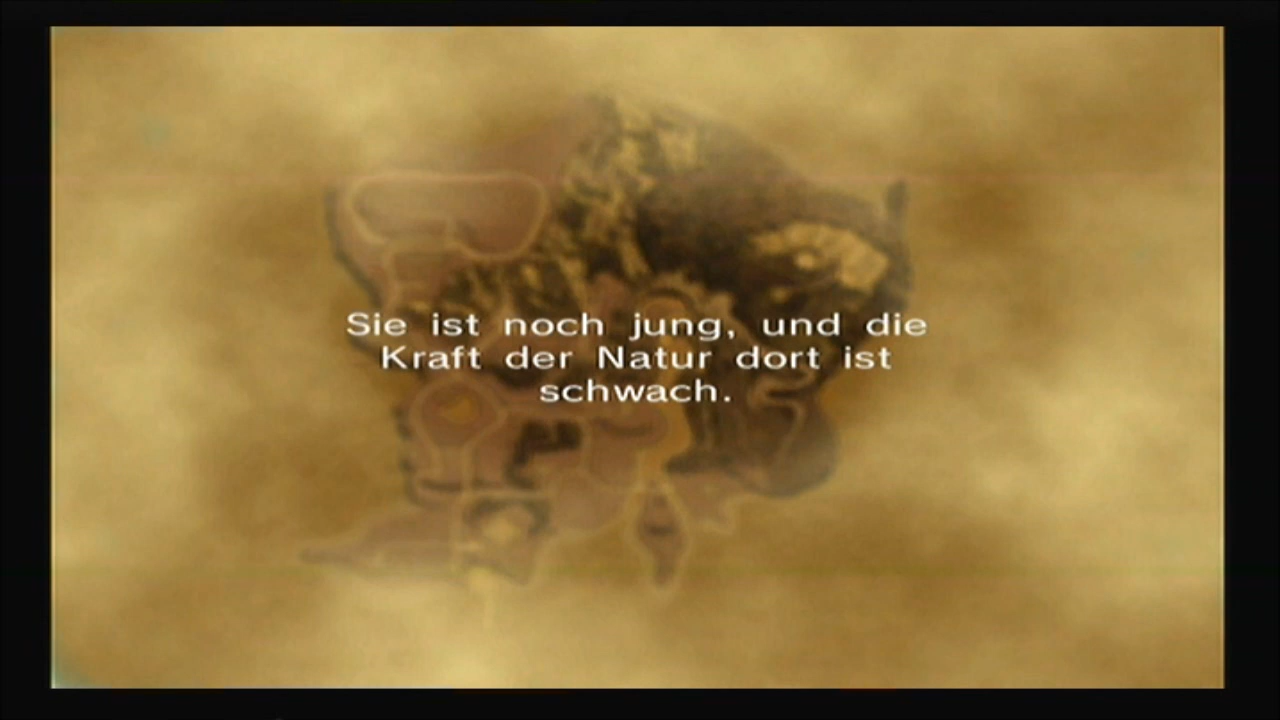 Sie ist noch jung, und die
Kraft der Natur dort ist
schwach.